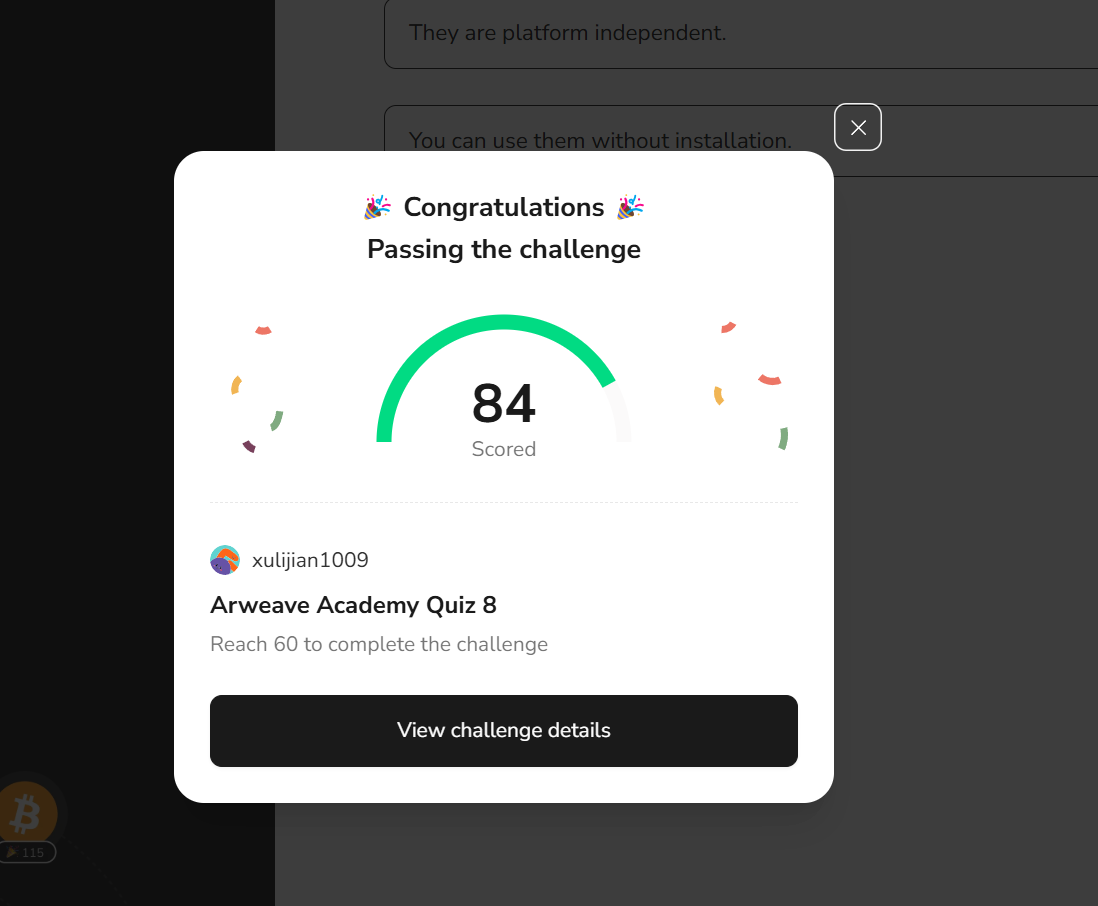 They are platform independent.
You can use them without installation.
Congratulations
Passing the challenge
84
Scored
xulijian1009
Arweave Academy Quiz 8
Reach 60 to complete the challenge
View challenge details
115